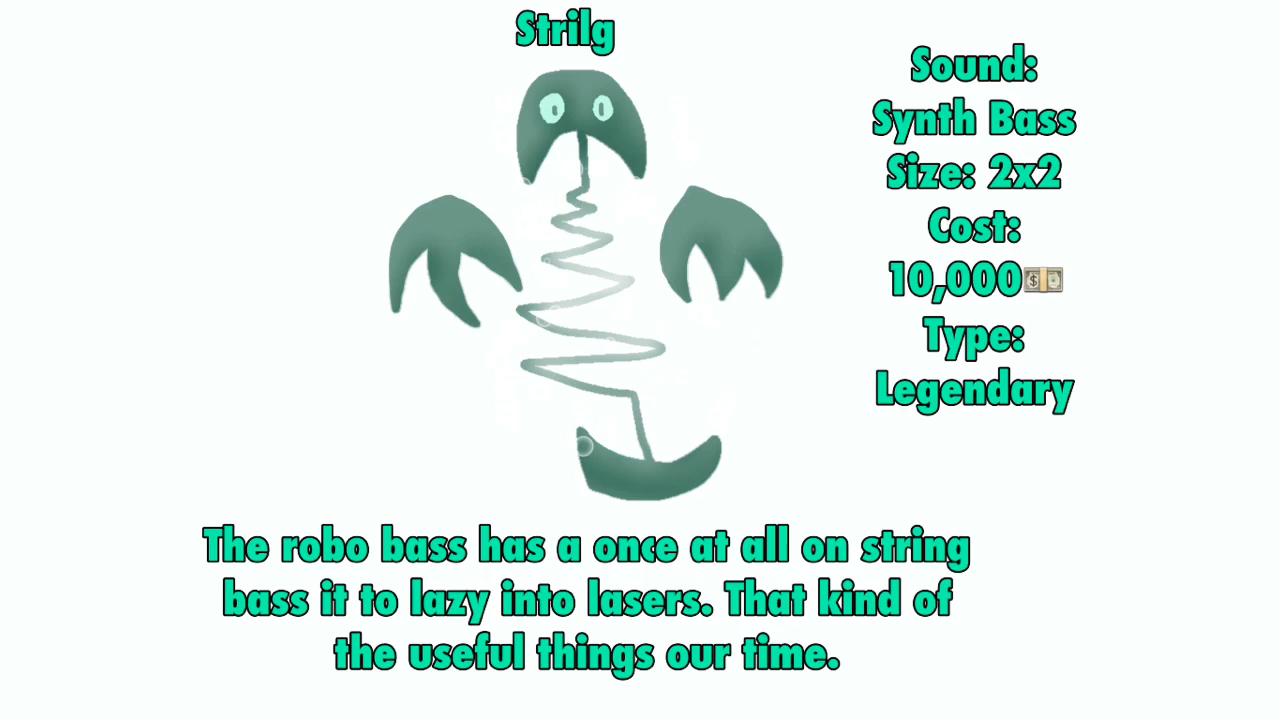 Strilg
Sound:
Synth Bass
Size: 2x2
Cost:
10,000💵
Type:
Legendary
The robo bass has a once at all on string
bass it to lazy into lasers. That kind of
the useful things our time.